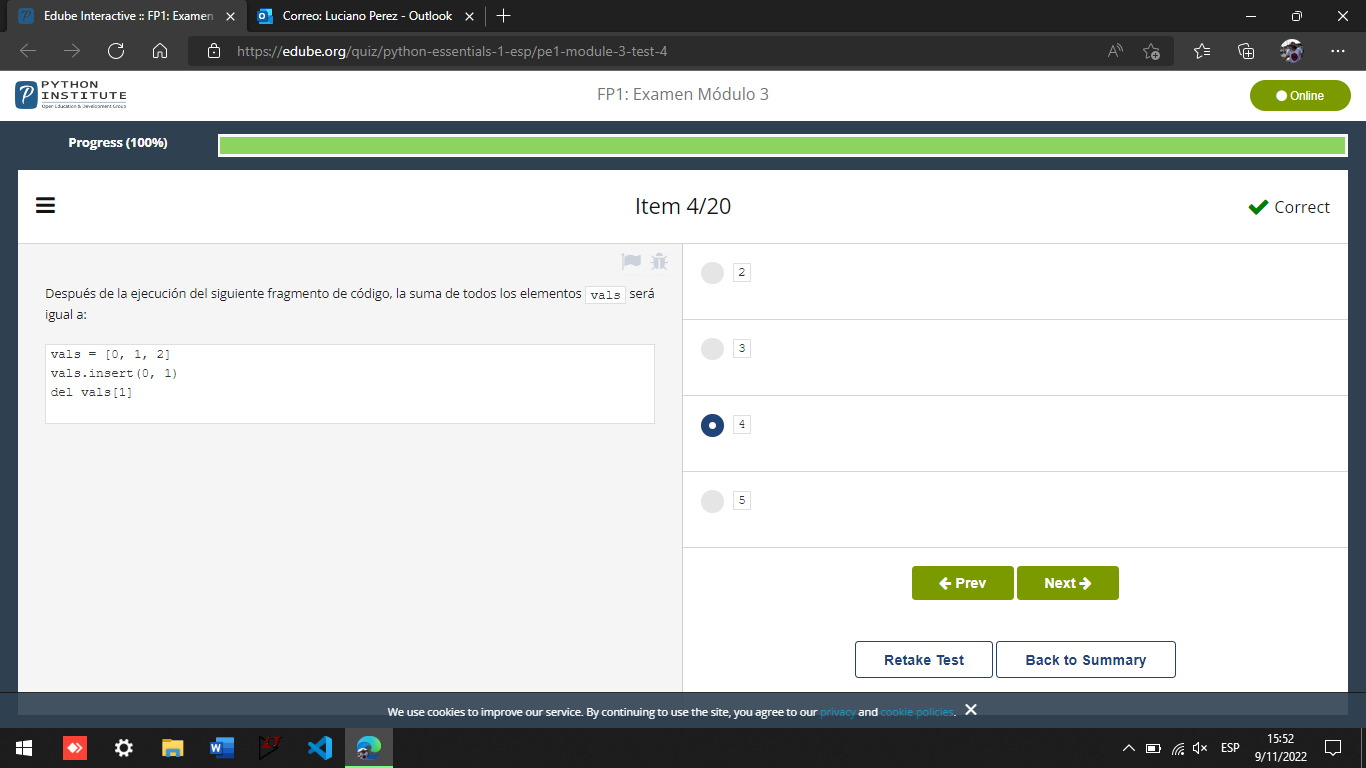 Edube Interactive :: FP1: Examen
Correo: Luciano Perez - Outlook
https://edube.org/quiz/python-essentials-1-esp/pe1-module-3-test-4
PYTHON
INSTITUTE
Open Education & Development Group
FP1: Examen Módulo 3
Online
Progress (100%)
Item 4/20
Correct
Después de la ejecución del siguiente fragmento de código, la suma de todos los elementos vals será
igual a:
vals = [0, 1, 2]
vals.insert(0, 1)
del vals[1]
2
3
4
5
Prev
Next
Retake Test
Back to Summary
We use cookies to improve our service. By continuing to use the site, you agree to our privacy and cookie policies.
ESP
15:52
9/11/2022